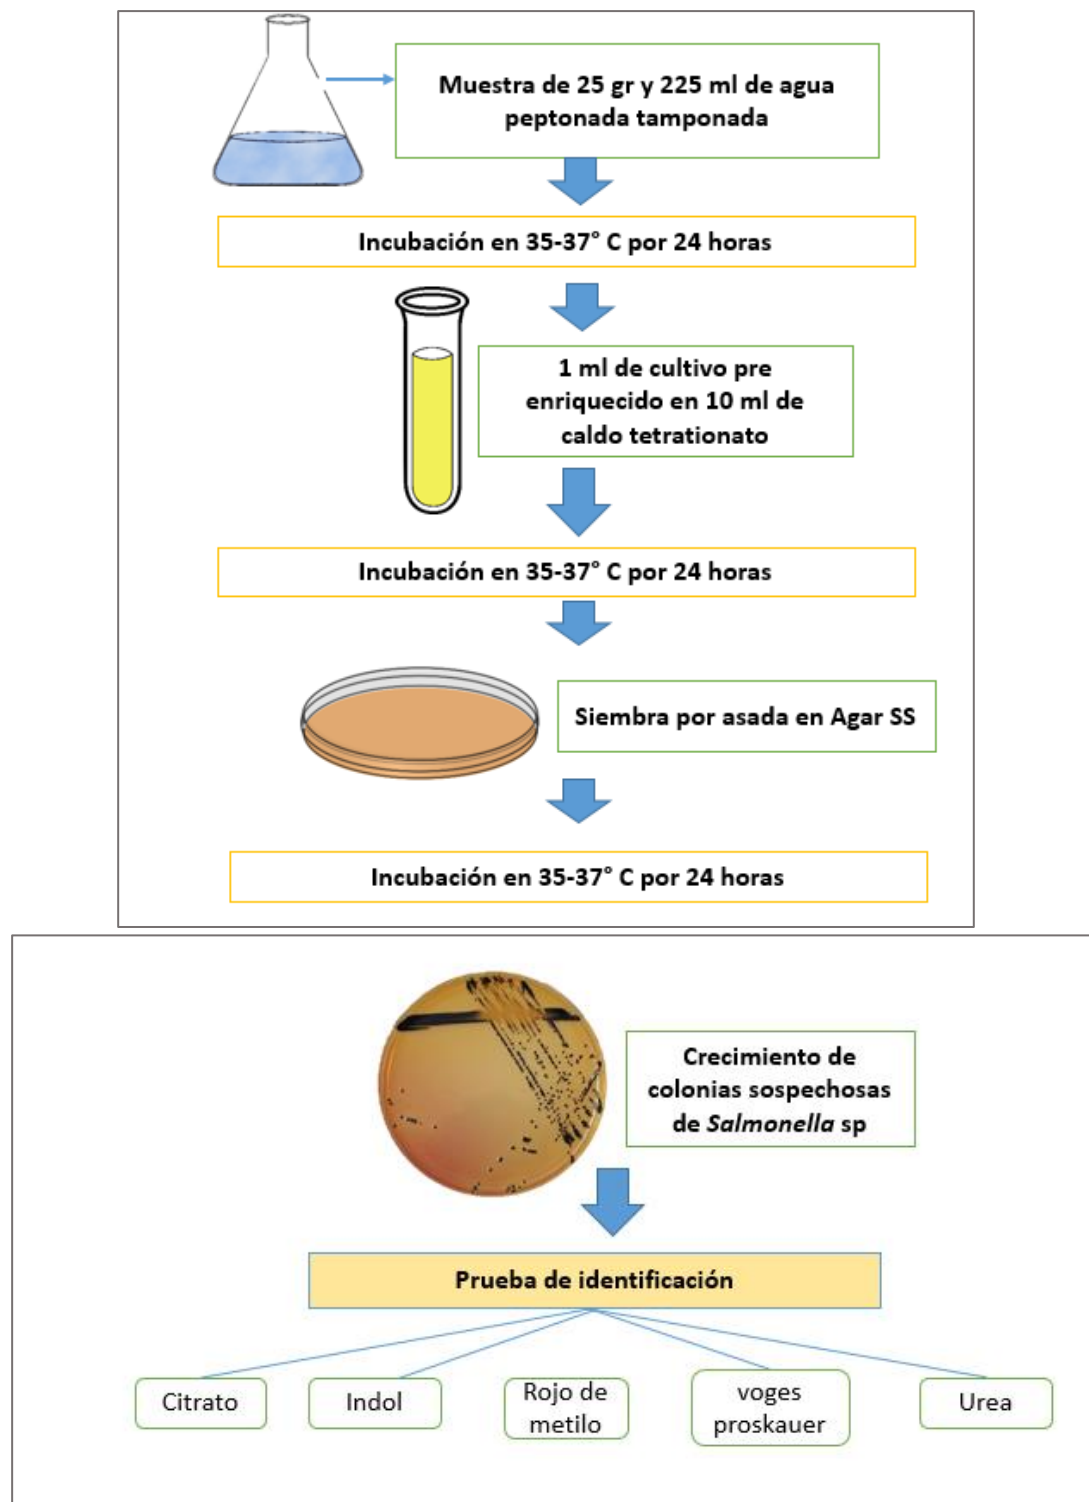 Muestra de 25 gr y 225 ml de agua
peptonada tamponada
Incubación en 35-37° C por 24 horas
1 ml de cultivo pre
enriquecido en 10 ml de
caldo tetrationato
Incubación en 35-37° C por 24 horas
Siembra por asada en Agar SS
Incubación en 35-37° C por 24 horas
Crecimiento de
colonias sospechosas
de Salmonella sp
Prueba de identificación
Citrato
Indol
Rojo de
metilo
voges
proskauer
Urea